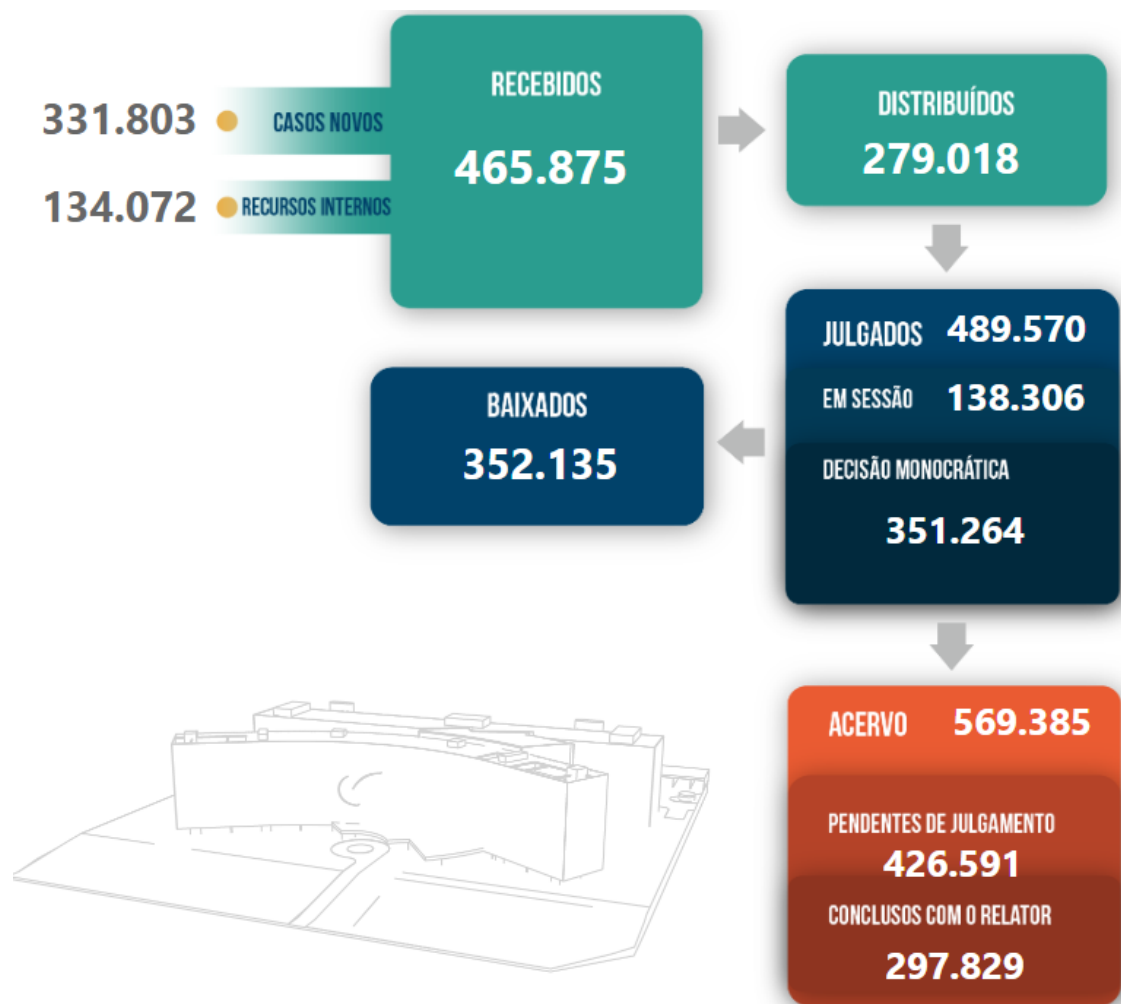 RECEBIDOS
465.875
331.803 CASOS NOVOS
134.072 RECURSOS INTERNOS
DISTRIBUÍDOS
279.018
JULGADOS 489.570
EM SESSÃO 138.306
DECISÃO MONOCRÁTICA
351.264
BAIXADOS
352.135
ACERVO 569.385
PENDENTES DE JULGAMENTO
426.591
CONCLUSOS COM O RELATOR
297.829